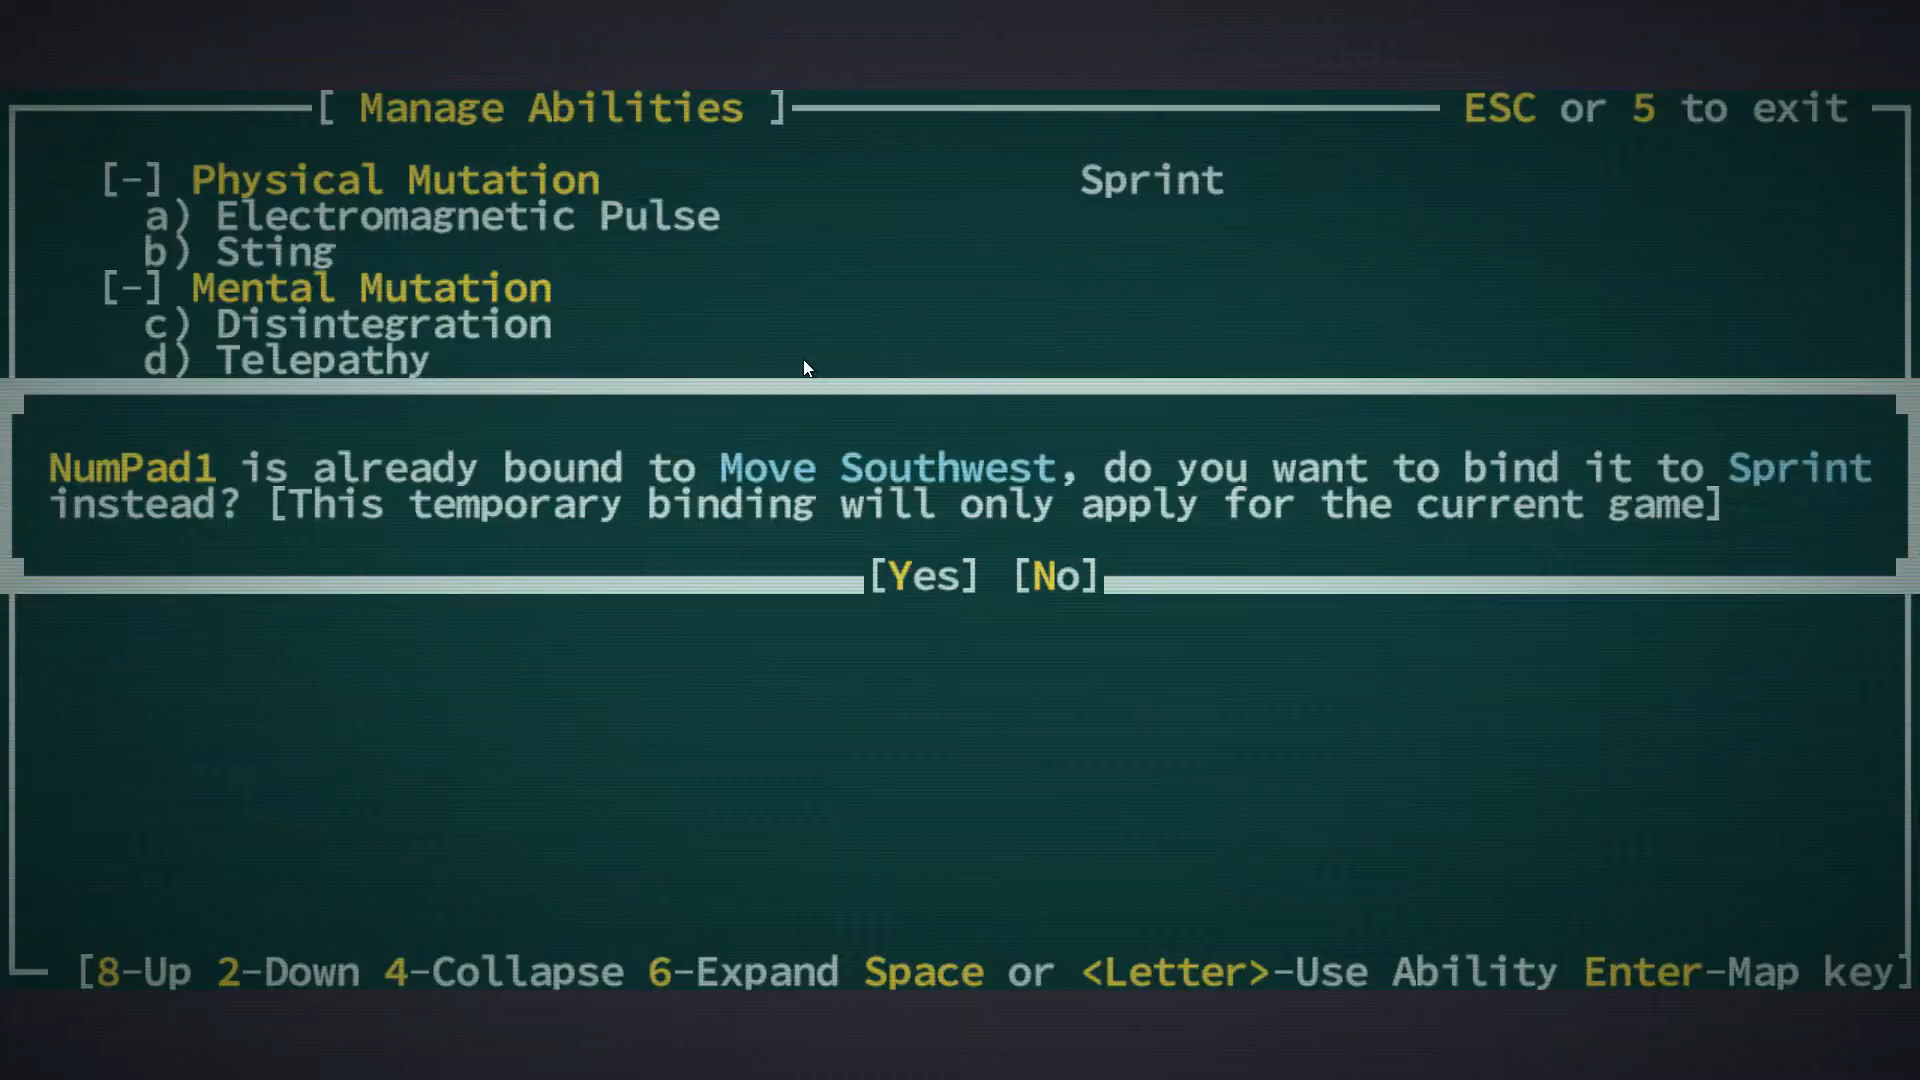 [ Manage Abilities ] ESC or 5 to exit
[-] Physical Mutation Sprint
a) Electromagnetic Pulse
b) Sting
[-] Mental Mutation
c) Disintegration
d) Telepathy
NumPad1 is already bound to Move Southwest, do you want to bind it to Sprint
instead? [This temporary binding will only apply for the current game]
[Yes] [No]
[8-Up 2-Down 4-Collapse 6-Expand Space or <Letter>-Use Ability Enter-Map key]